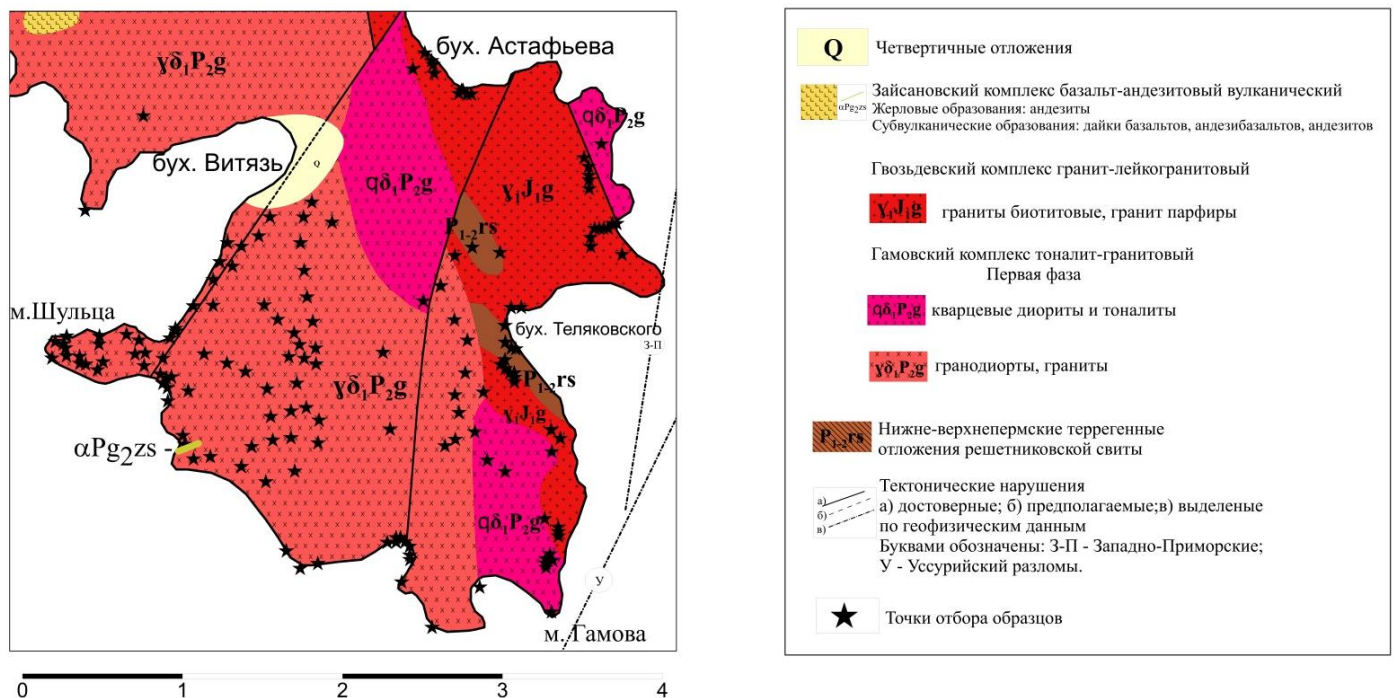 γδ₁P₂g
бух. Астафьева
qδ₁P₂g
бух. Витязь
Q
qδ₁P₂g
γ₁J₁g
P₁₋₂rs
м.Шульца
бух. Теляковского
З-П
P₁₋₂rs
γδ₁P₂g
γ₁J₁g
αPg₂zs -
qδ₁P₂g
У
м. Гамова
0 1 2 3 4
Q Четвертичные отложения
Зайсановский комплекс базальт-андезитовый вулканический
αPg₂zs
Жерловые образования: андезиты
Субвулканические образования: дайки базальтов, андезибазальтов, андезитов
Гвоздевский комплекс гранит-лейкогранитовый
γ₁J₁g граниты биотитовые, гранит парфиры
Гамовский комплекс тоналит-гранитовый
Первая фаза
qδ₁P₂g кварцевые диориты и тоналиты
γδ₁P₂g гранодиорты, граниты
P₁₋₂rs Нижне-верхнепермские террегенные
отложения решетниковской свиты
Тектонические нарушения
а) б) в)
а) достоверные; б) предполагаемые;в) выделеные
по геофизическим данным
Буквами обозначены: З-П - Западно-Приморские;
У - Уссурийский разломы.
Точки отбора образцов